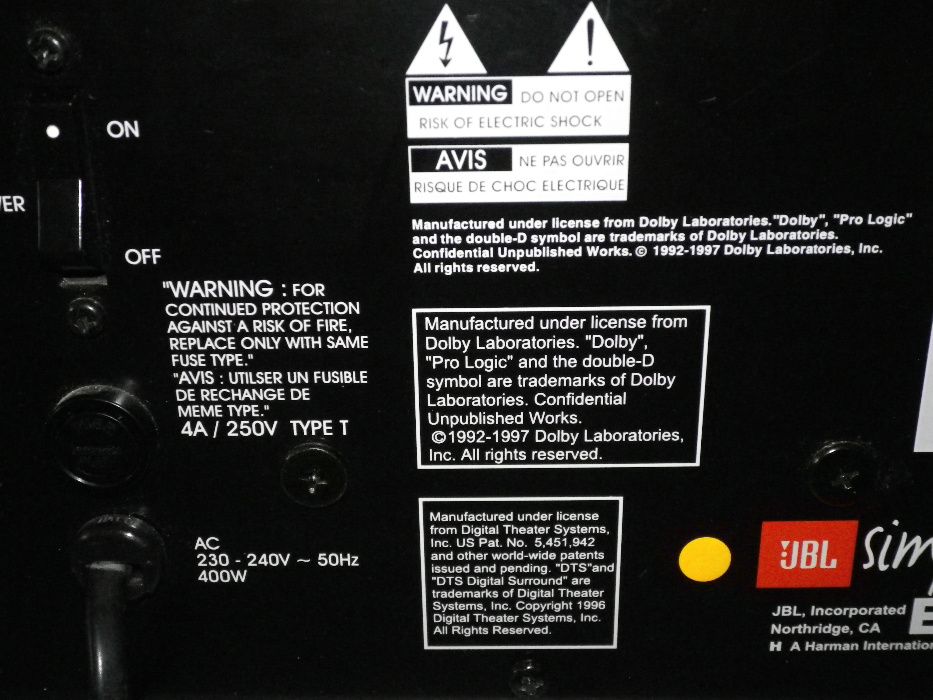 ON
OFF
WARNING DO NOT OPEN
RISK OF ELECTRIC SHOCK
AVIS NE PAS OUVRIR
RISQUE DE CHOC ELECTRIQUE
Manufactured under license from Dolby Laboratories."Dolby", "Pro Logic"
and the double-D symbol are trademarks of Dolby Laboratories.
Confidential Unpublished Works. © 1992-1997 Dolby Laboratories, Inc.
All rights reserved.
"WARNING : FOR
CONTINUED PROTECTION
AGAINST A RISK OF FIRE,
REPLACE ONLY WITH SAME
FUSE TYPE."
"AVIS : UTILSER UN FUSIBLE
DE RECHANGE DE
MEME TYPE."
4A / 250V TYPE T
Manufactured under license from
Dolby Laboratories. "Dolby",
"Pro Logic" and the double-D
symbol are trademarks of Dolby
Laboratories. Confidential
Unpublished Works.
©1992-1997 Dolby Laboratories,
Inc. All rights reserved.
AC
230 - 240V ~ 50Hz
400W
Manufactured under license
from Digital Theater Systems,
Inc. US Pat. No. 5,451,942
and other world-wide patents
issued and pending. "DTS"and
"DTS Digital Surround" are
trademarks of Digital Theater
Systems, Inc. Copyright 1996
Digital Theater Systems, Inc.
All Rights Reserved.
JBL
JBL, Incorporated
Northridge, CA
H A Harman